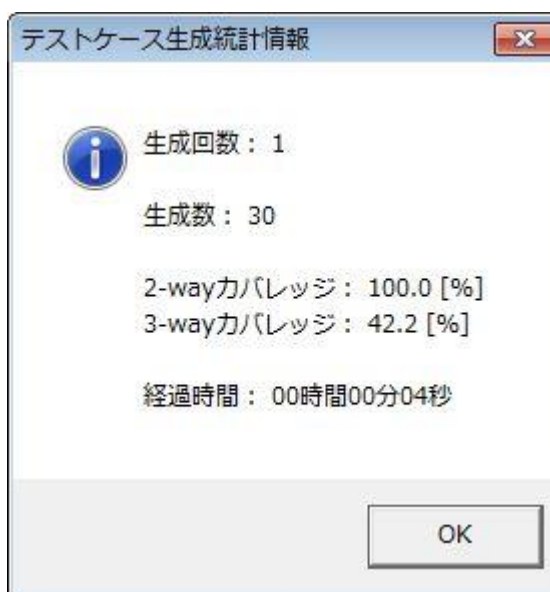 テストケース生成統計情報
生成回数： 1
生成数： 30
2-wayカバレッジ： 100.0 [%]
3-wayカバレッジ： 42.2 [%]
経過時間： 00時間00分04秒
OK